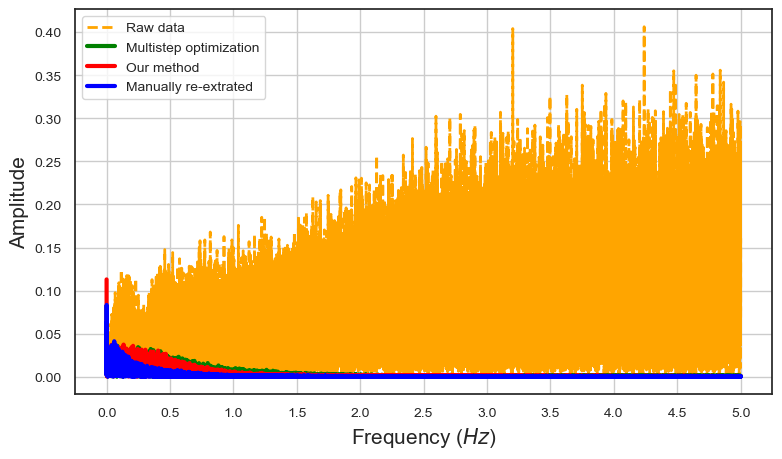 Raw data
Multistep optimization
Our method
Manually re-extrated
Amplitude
0.40
0.35
0.30
0.25
0.20
0.15
0.10
0.05
0.00
0.0 0.5 1.0 1.5 2.0 2.5 3.0 3.5 4.0 4.5 5.0
Frequency (Hz)